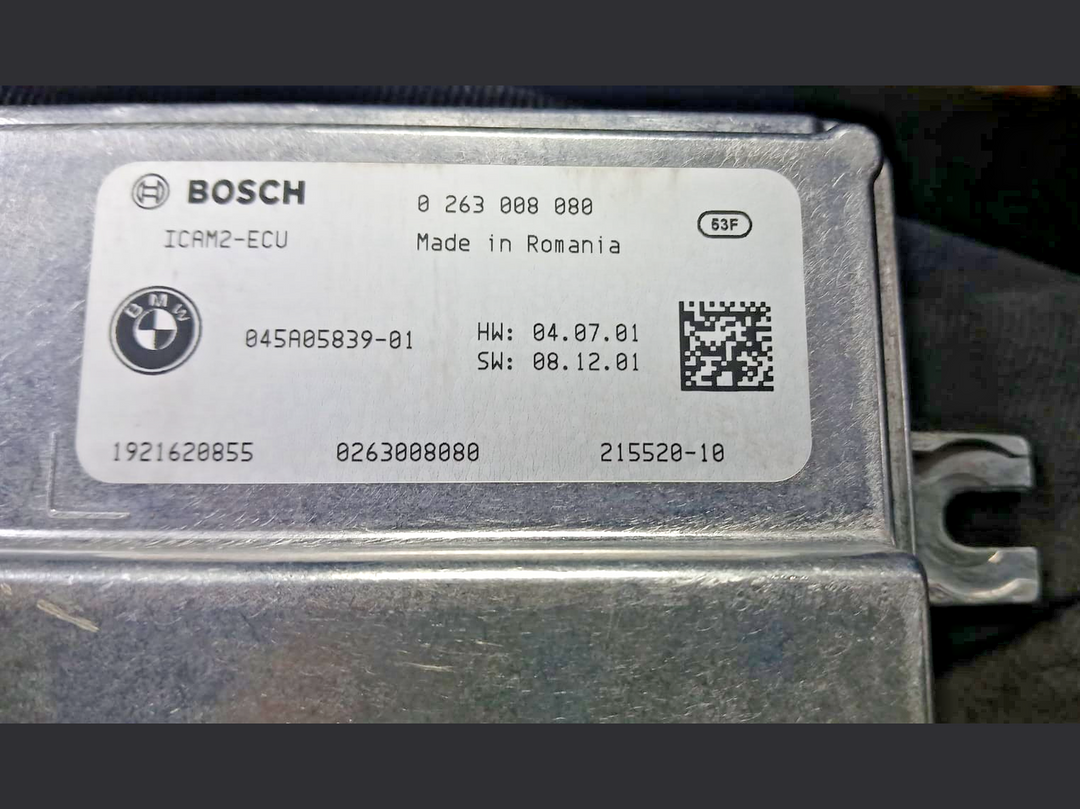 BOSCH
0 263 008 080
53F
ICAM2-ECU
Made in Romania
BMW
045A05839-01
HW: 04.07.01
SW: 08.12.01
1921620855
0263008080
215520-10